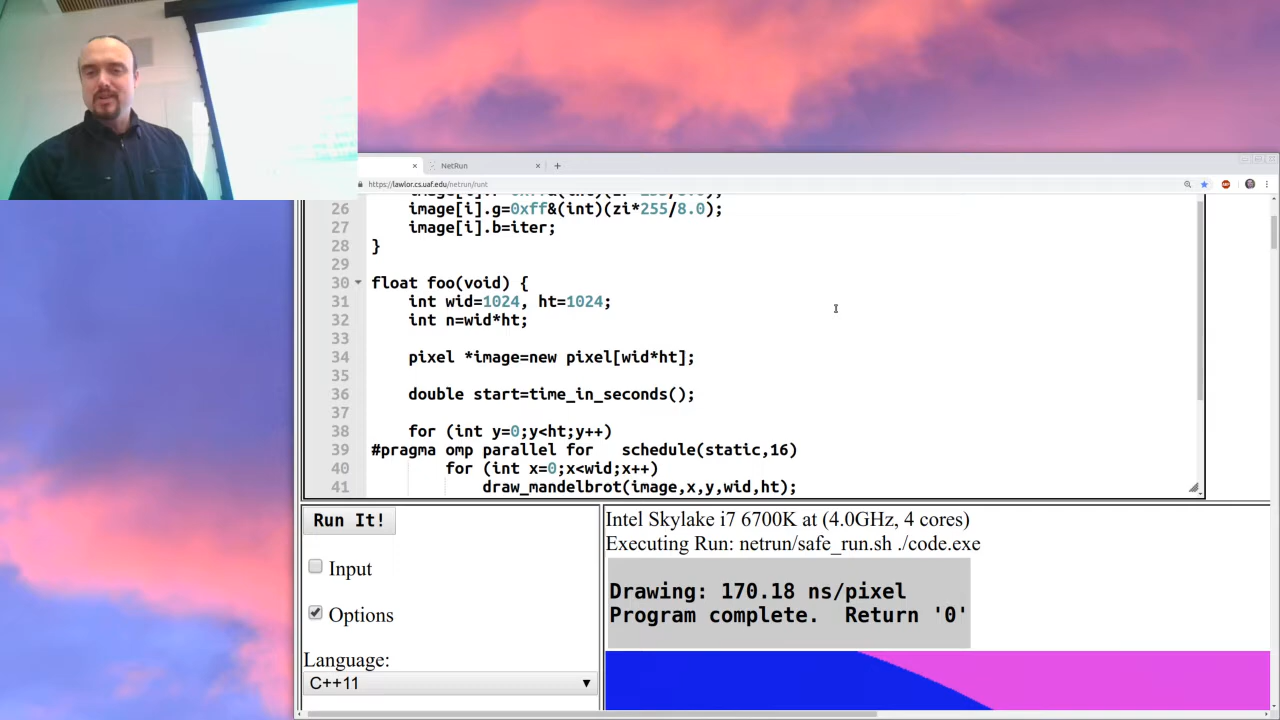 NetRun
https://lawlor.cs.uaf.edu/netrun/runt
26 image[i].g=0xff&(int)(zi*255/8.0);
27 image[i].b=iter;
28 }
29
30 float foo(void) {
31 int wid=1024, ht=1024;
32 int n=wid*ht;
33
34 pixel *image=new pixel[wid*ht];
35
36 double start=time_in_seconds();
37
38 for (int y=0;y<ht;y++)
39 #pragma omp parallel for schedule(static,16)
40 for (int x=0;x<wid;x++)
41 draw_mandelbrot(image,x,y,wid,ht);
Run It!
Input
Options
Language:
C++11
Intel Skylake i7 6700K at (4.0GHz, 4 cores)
Executing Run: netrun/safe_run.sh ./code.exe
Drawing: 170.18 ns/pixel
Program complete. Return '0'